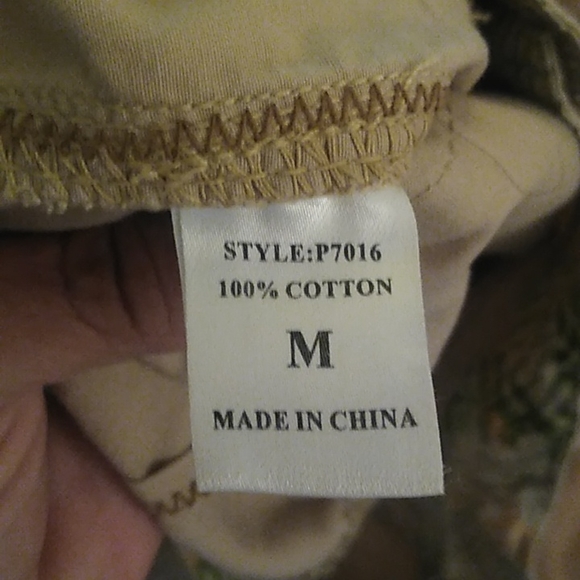 STYLE:P7016
100% COTTON
M
MADE IN CHINA